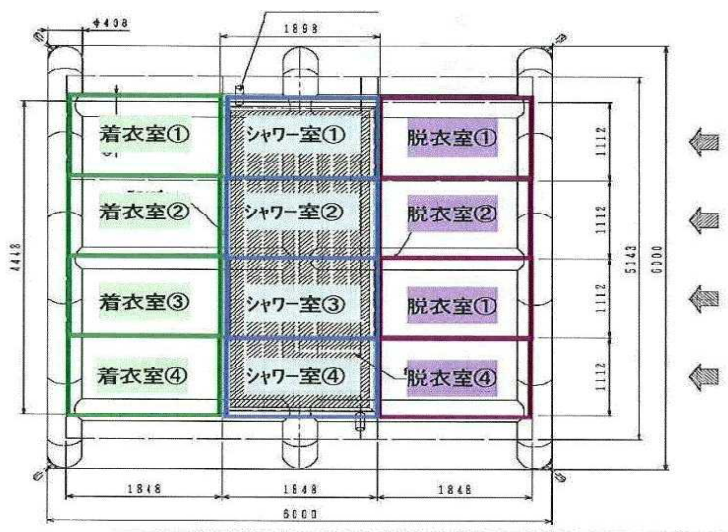 Φ408
1898
着衣室① シャワー室① 脱衣室①
1112
着衣室② シャワー室② 脱衣室②
1112
4448
5143
6000
着衣室③ シャワー室③ 脱衣室①
1112
着衣室④ シャワー室④ 脱衣室④
1112
1848 1848 1848
6000